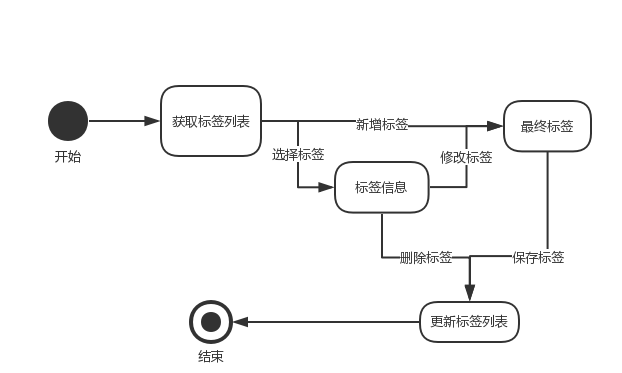 开始
获取标签列表
新增标签
最终标签
选择标签
修改标签
标签信息
删除标签
保存标签
更新标签列表
结束